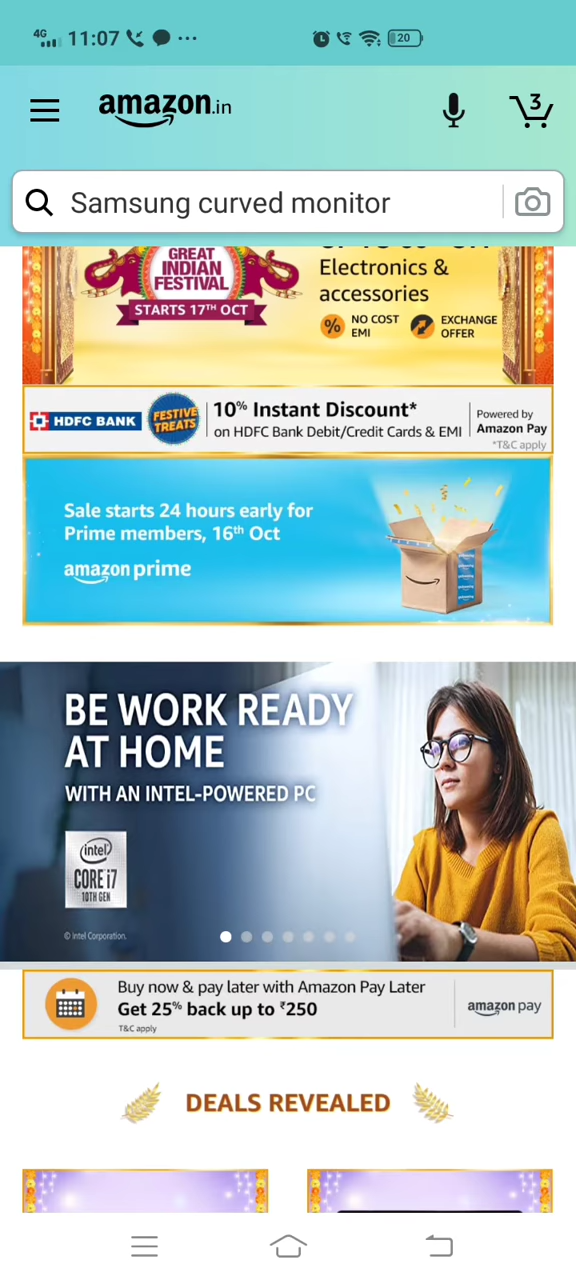 4G 11:07 ... 20
amazon.in 3
Samsung curved monitor
GREAT
INDIAN
FESTIVAL
STARTS 17TH OCT
Electronics &
accessories
% NO COST
EMI
EXCHANGE
OFFER
HDFC BANK
FESTIVE
TREATS
10% Instant Discount*
on HDFC Bank Debit/Credit Cards & EMI
Powered by
Amazon Pay
*T&C apply
Sale starts 24 hours early for
Prime members, 16th Oct
amazon prime
BE WORK READY
AT HOME
WITH AN INTEL-POWERED PC
intel
CORE i7
10TH GEN
© Intel Corporation.
Buy now & pay later with Amazon Pay Later
Get 25% back up to ₹250
T&C apply
amazon pay
DEALS REVEALED